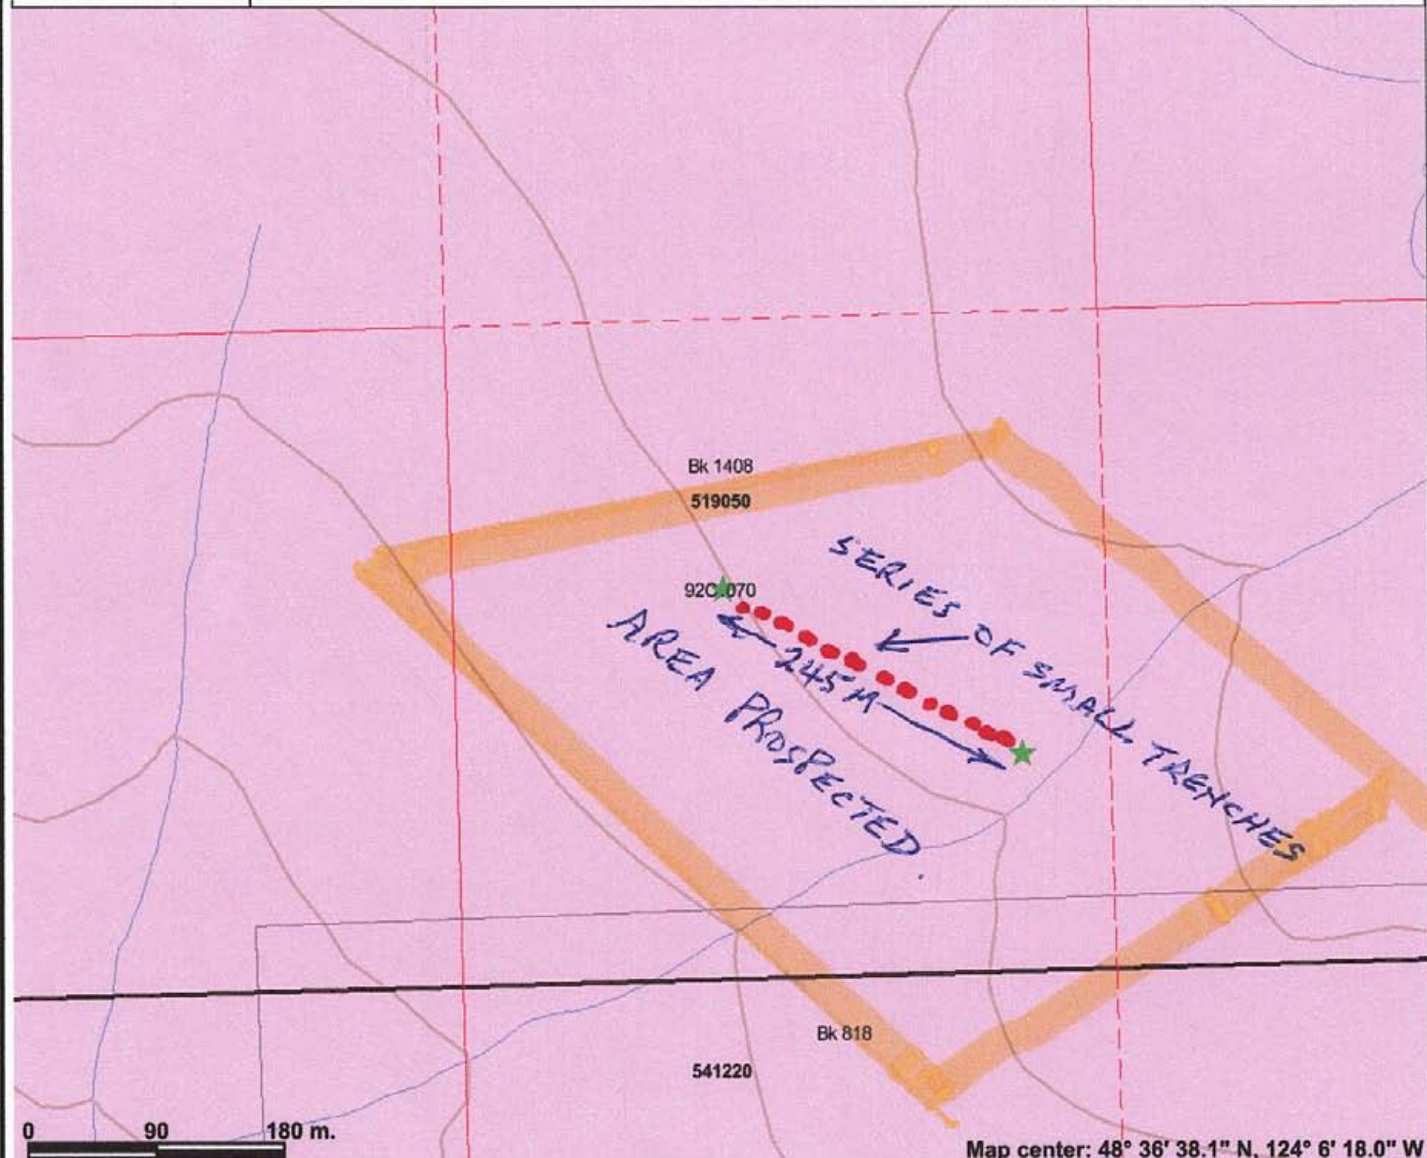 Bk 1408
519050
92C.070
SERIES OF SMALL TRENCHES
245 M
AREA PROSPECTED.
Bk 818
541220
0 90 180 m.
Map center: 48° 36' 38.1" N, 124° 6' 18.0" W